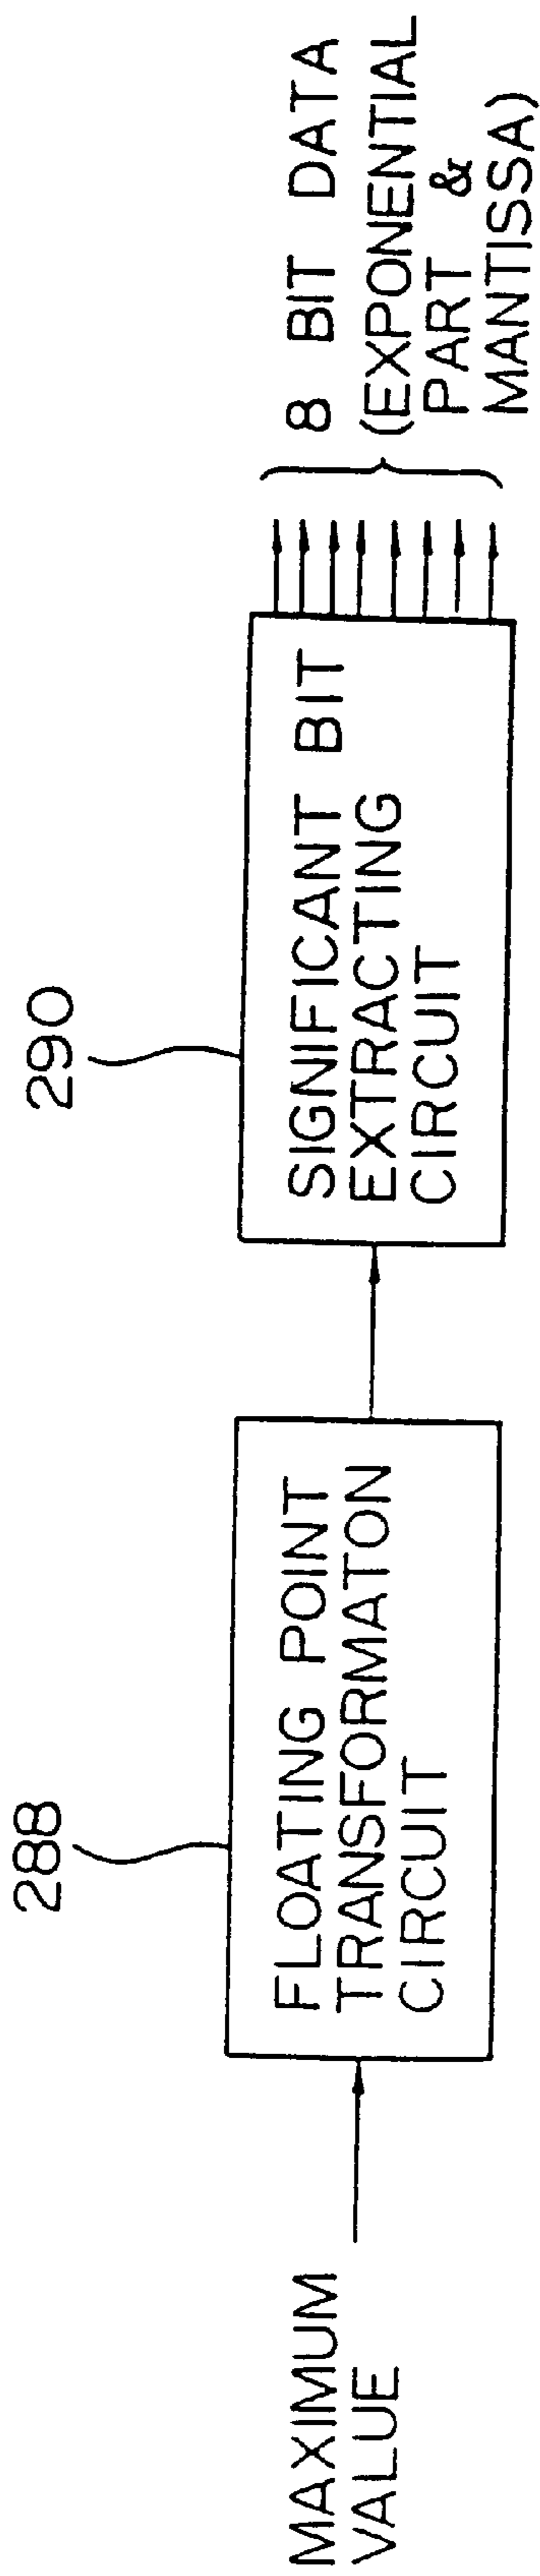 MAXIMUM
VALUE
288
FLOATING POINT
TRANSFORMATON
CIRCUIT
290
SIGNIFICANT BIT
EXTRACTING
CIRCUIT
8 BIT DATA
(EXPONENTIAL
PART &
MANTISSA)